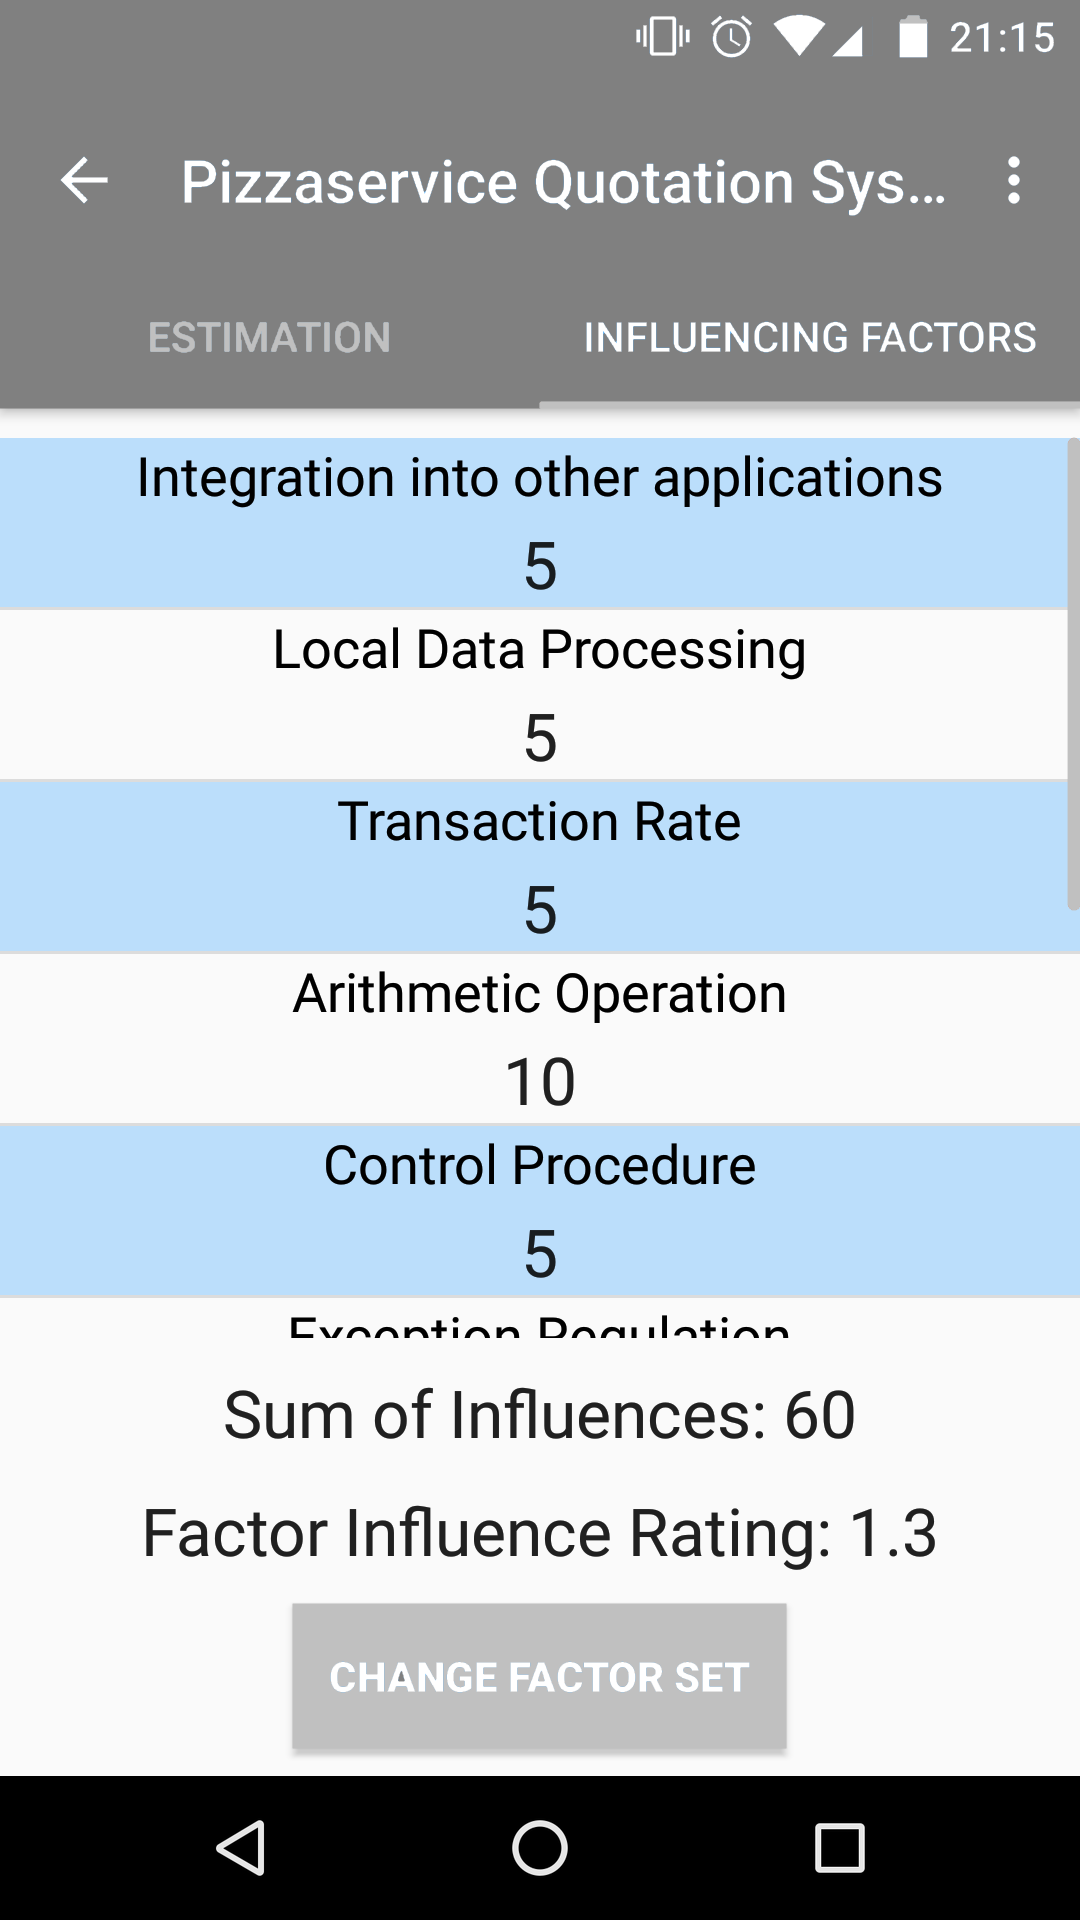 21:15
Pizzaservice Quotation Sys...
ESTIMATION
INFLUENCING FACTORS
Integration into other applications
5
Local Data Processing
5
Transaction Rate
5
Arithmetic Operation
10
Control Procedure
5
Exception Regulation
Sum of Influences: 60
Factor Influence Rating: 1.3
CHANGE FACTOR SET